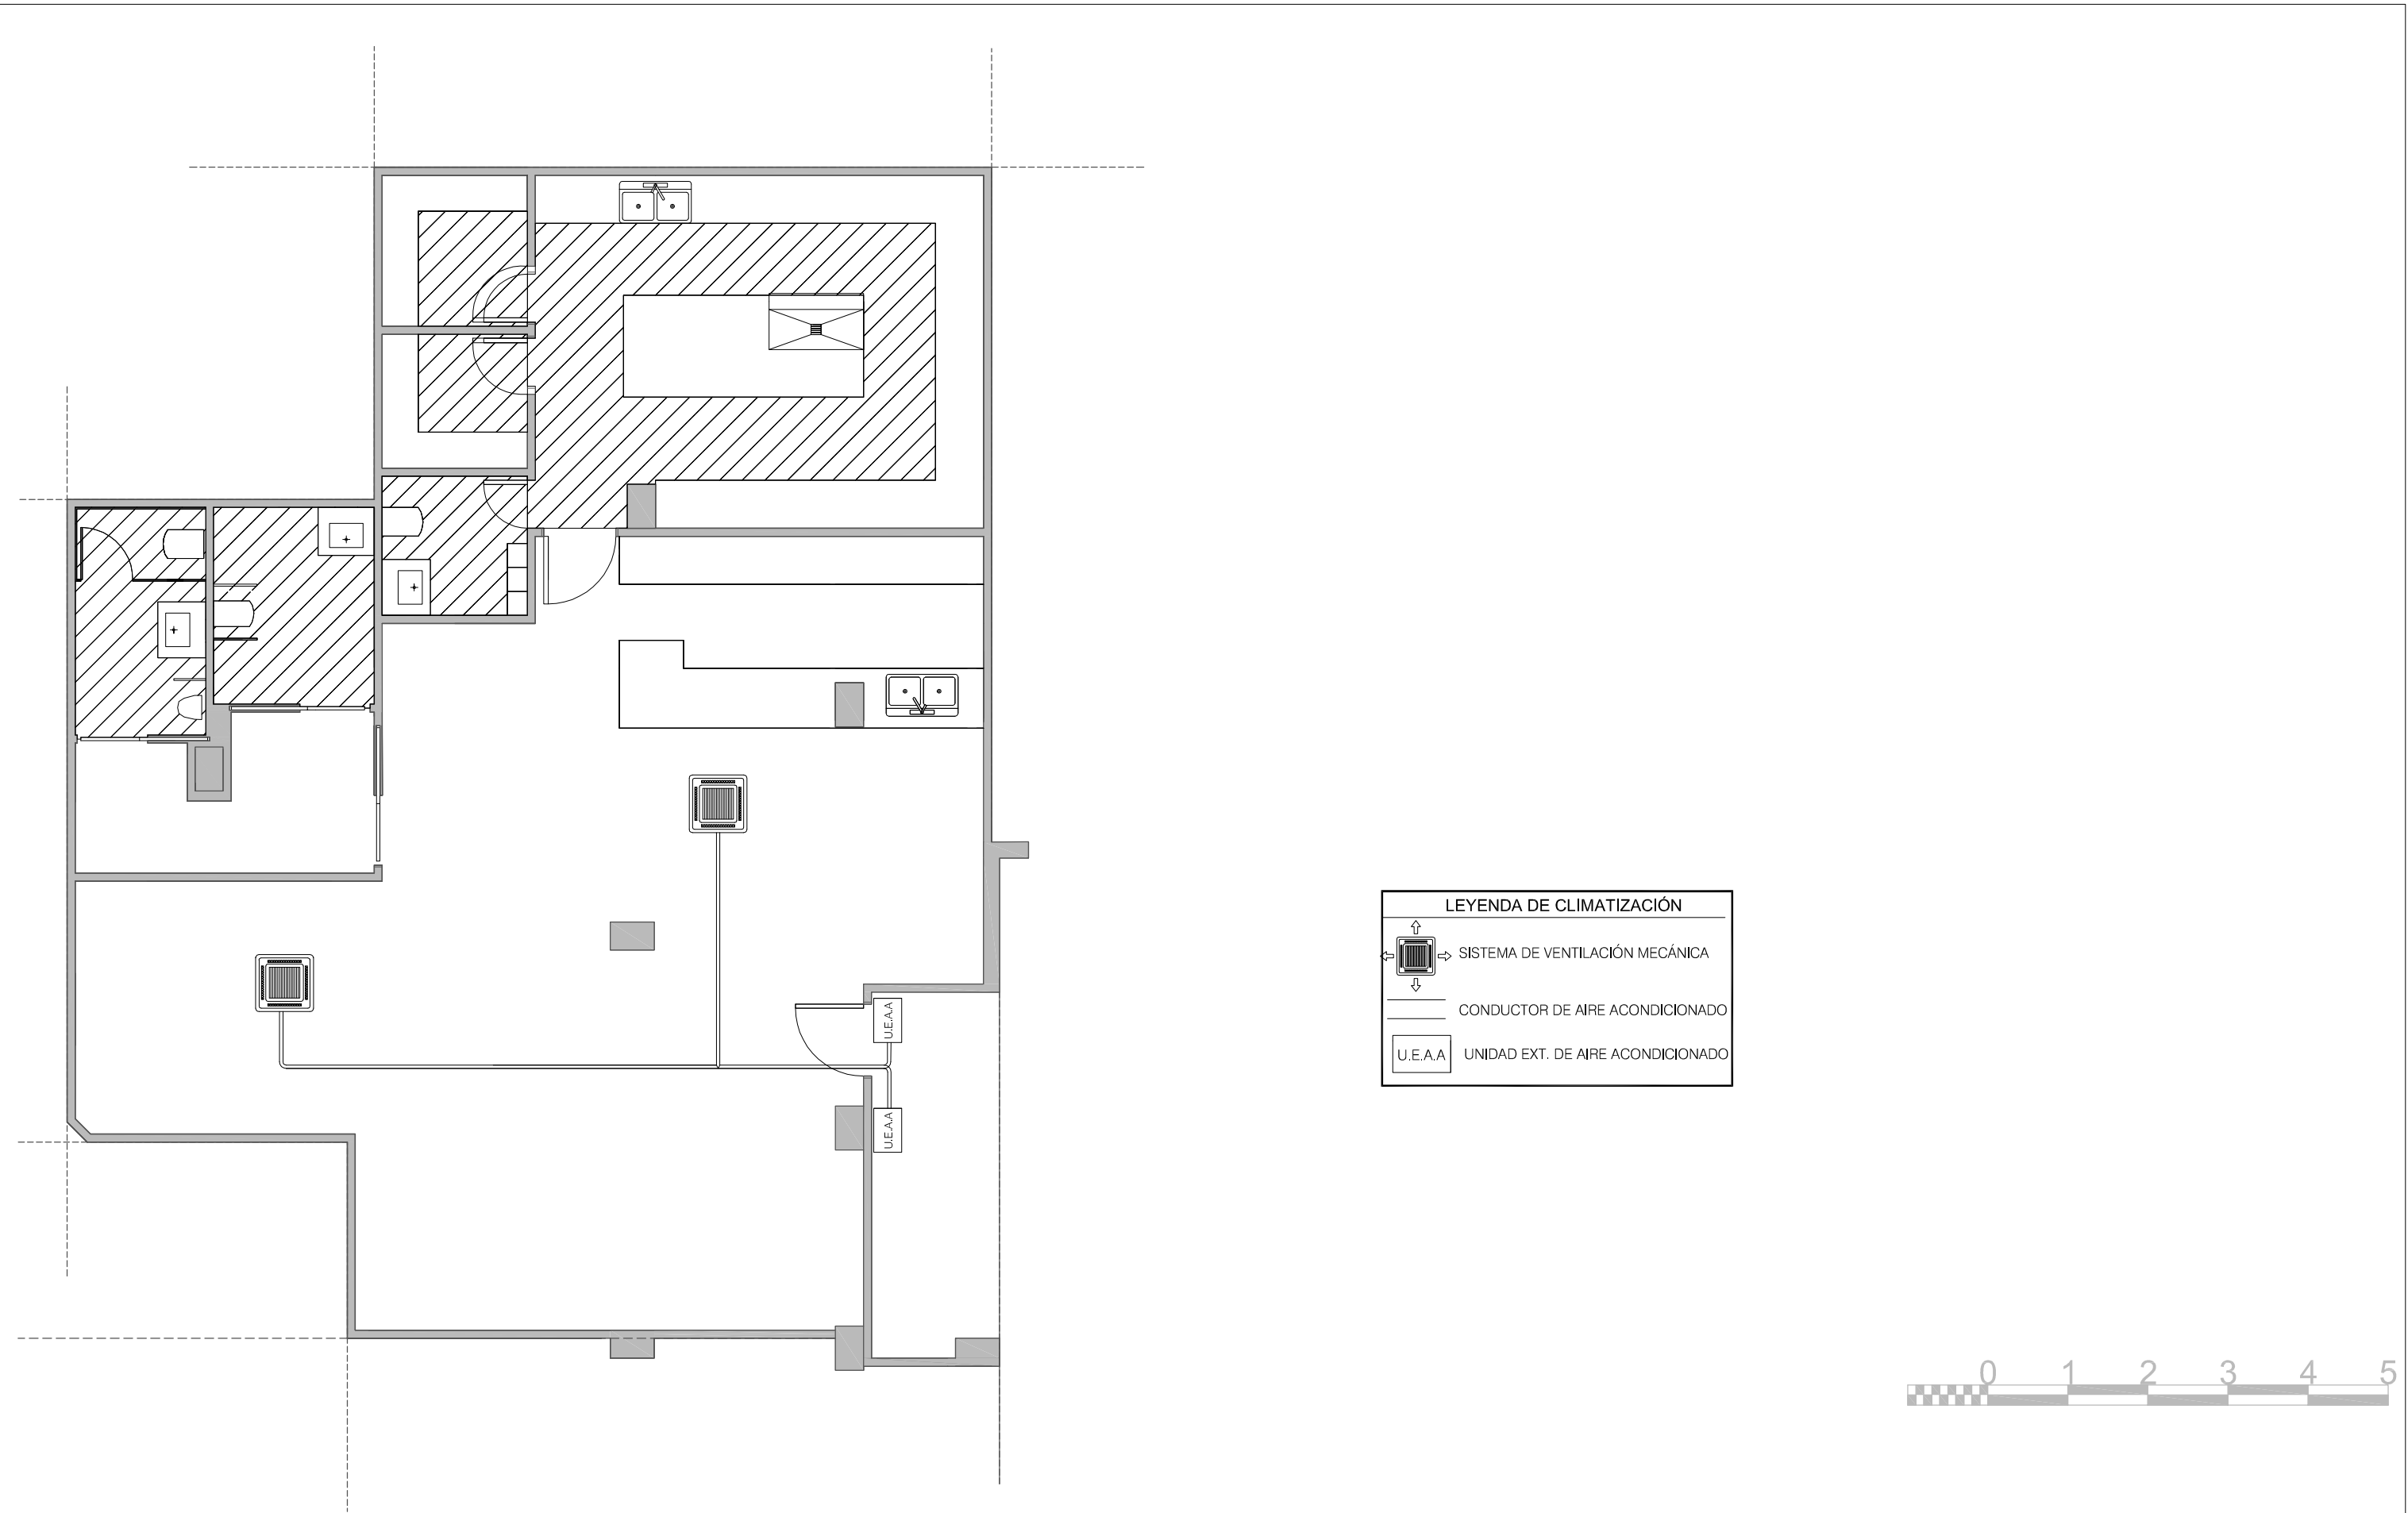 U.E.A.A
U.E.A.A
LEYENDA DE CLIMATIZACIÓN
SISTEMA DE VENTILACIÓN MECÁNICA
CONDUCTOR DE AIRE ACONDICIONADO
U.E.A.A UNIDAD EXT. DE AIRE ACONDICIONADO
0 1 2 3 4 5